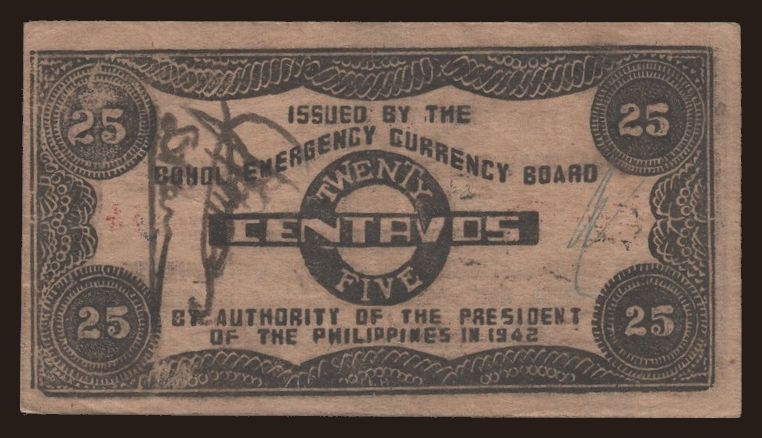 25 25
ISSUED BY THE
BOHOL EMERGENCY CURRENCY BOARD
TWENTY
CENTAVOS
FIVE
25 25
BY AUTHORITY OF THE PRESIDENT
OF THE PHILIPPINES IN 1942